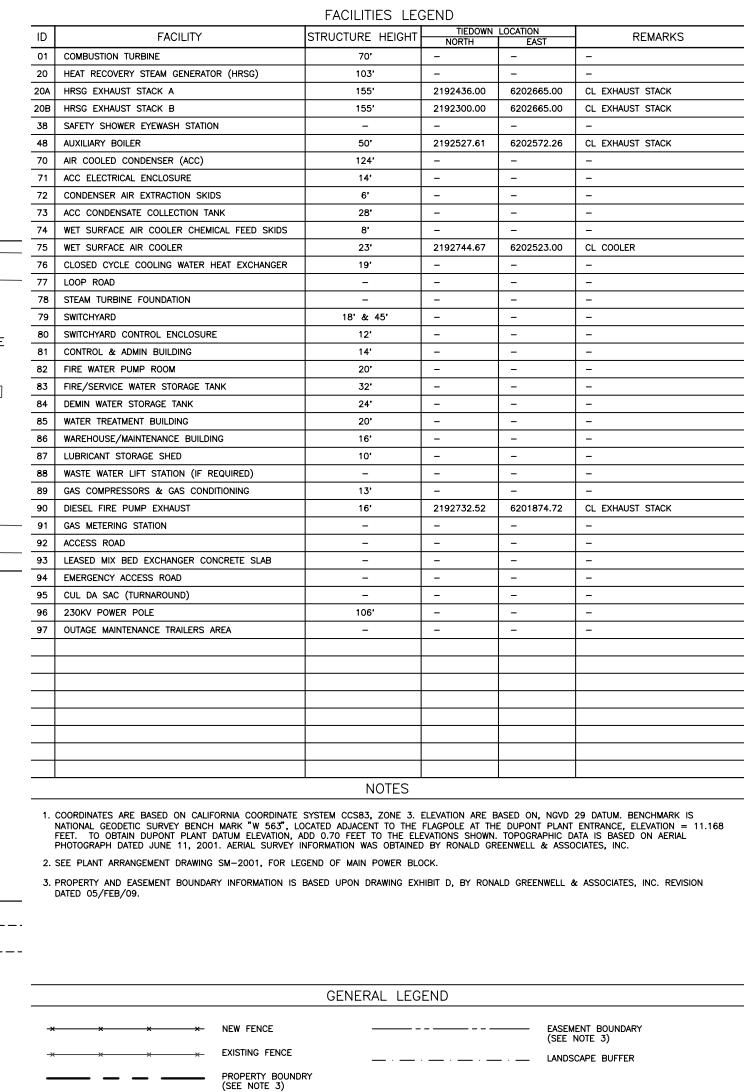 FACILITIES LEGEND
ID FACILITY STRUCTURE HEIGHT TIEDOWN LOCATION NORTH EAST REMARKS
01 COMBUSTION TURBINE 70' – – –
20 HEAT RECOVERY STEAM GENERATOR (HRSG) 103' – – –
20A HRSG EXHAUST STACK A 155' 2192436.00 6202665.00 CL EXHAUST STACK
20B HRSG EXHAUST STACK B 155' 2192300.00 6202665.00 CL EXHAUST STACK
38 SAFETY SHOWER EYEWASH STATION – – – –
48 AUXILIARY BOILER 50' 2192527.61 6202572.26 CL EXHAUST STACK
70 AIR COOLED CONDENSER (ACC) 124' – – –
71 ACC ELECTRICAL ENCLOSURE 14' – – –
72 CONDENSER AIR EXTRACTION SKIDS 6' – – –
73 ACC CONDENSATE COLLECTION TANK 28' – – –
74 WET SURFACE AIR COOLER CHEMICAL FEED SKIDS 8' – – –
75 WET SURFACE AIR COOLER 23' 2192744.67 6202523.00 CL COOLER
76 CLOSED CYCLE COOLING WATER HEAT EXCHANGER 19' – – –
77 LOOP ROAD – – – –
78 STEAM TURBINE FOUNDATION – – – –
79 SWITCHYARD 18' & 45' – – –
80 SWITCHYARD CONTROL ENCLOSURE 12' – – –
81 CONTROL & ADMIN BUILDING 14' – – –
82 FIRE WATER PUMP ROOM 20' – – –
83 FIRE/SERVICE WATER STORAGE TANK 32' – – –
84 DEMIN WATER STORAGE TANK 24' – – –
85 WATER TREATMENT BUILDING 20' – – –
86 WAREHOUSE/MAINTENANCE BUILDING 16' – – –
87 LUBRICANT STORAGE SHED 10' – – –
88 WASTE WATER LIFT STATION (IF REQUIRED) – – – –
89 GAS COMPRESSORS & GAS CONDITIONING 13' – – –
90 DIESEL FIRE PUMP EXHAUST 16' 2192732.52 6201874.72 CL EXHAUST STACK
91 GAS METERING STATION – – – –
92 ACCESS ROAD – – – –
93 LEASED MIX BED EXCHANGER CONCRETE SLAB – – – –
94 EMERGENCY ACCESS ROAD – – – –
95 CUL DA SAC (TURNAROUND) – – – –
96 230KV POWER POLE 106' – – –
97 OUTAGE MAINTENANCE TRAILERS AREA – – – –
NOTES
1. COORDINATES ARE BASED ON CALIFORNIA COORDINATE SYSTEM CCS83, ZONE 3. ELEVATION ARE BASED ON, NGVD 29 DATUM. BENCHMARK IS
NATIONAL GEODETIC SURVEY BENCH MARK "W 563", LOCATED ADJACENT TO THE FLAGPOLE AT THE DUPONT PLANT ENTRANCE, ELEVATION = 11.168
FEET. TO OBTAIN DUPONT PLANT DATUM ELEVATION, ADD 0.70 FEET TO THE ELEVATIONS SHOWN. TOPOGRAPHIC DATA IS BASED ON AERIAL
PHOTOGRAPH DATED JUNE 11, 2001. AERIAL SURVEY INFORMATION WAS OBTAINED BY RONALD GREENWELL & ASSOCIATES, INC.
2. SEE PLANT ARRANGEMENT DRAWING SM-2001, FOR LEGEND OF MAIN POWER BLOCK.
3. PROPERTY AND EASEMENT BOUNDARY INFORMATION IS BASED UPON DRAWING EXHIBIT D, BY RONALD GREENWELL & ASSOCIATES, INC. REVISION
DATED 05/FEB/09.
GENERAL LEGEND
NEW FENCE
EXISTING FENCE
PROPERTY BOUNDRY
(SEE NOTE 3)
EASEMENT BOUNDARY
(SEE NOTE 3)
LANDSCAPE BUFFER